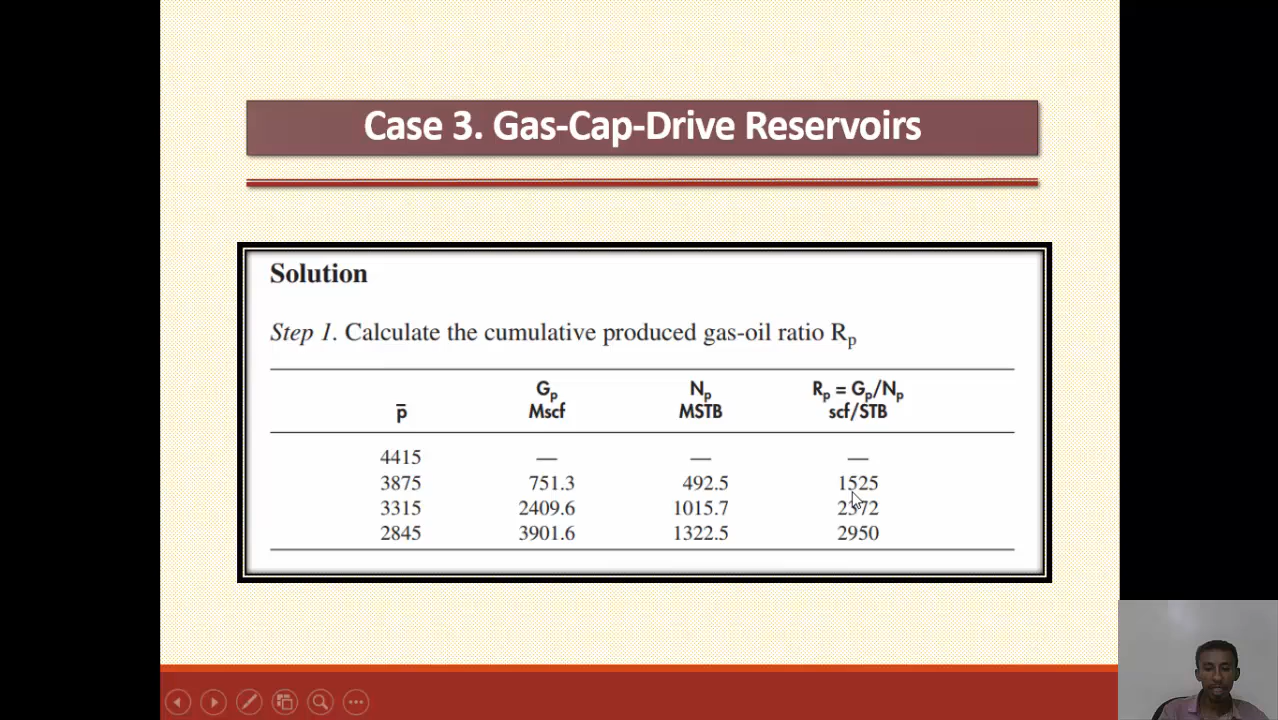 Case 3. Gas-Cap-Drive Reservoirs
Solution
Step 1. Calculate the cumulative produced gas-oil ratio Rp
p̅ Gp Mscf Np MSTB Rp = Gp/Np scf/STB
4415 — — —
3875 751.3 492.5 1525
3315 2409.6 1015.7 2372
2845 3901.6 1322.5 2950